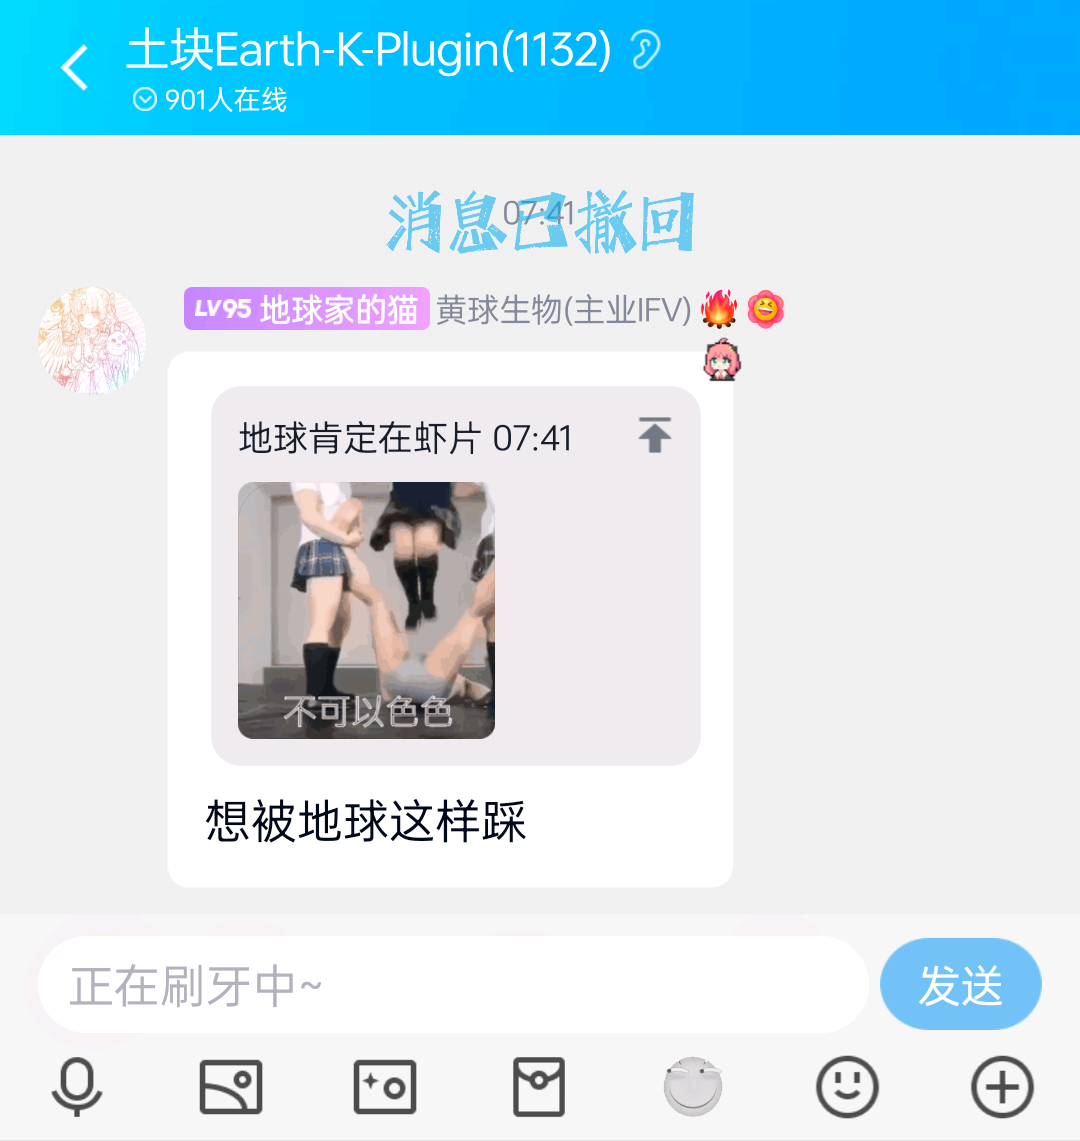 土块Earth-K-Plugin(1132)
901人在线
07:41
消息已撤回
LV95 地球家的猫 黄球生物(主业IFV)
地球肯定在虾片 07:41
不可以色色
想被地球这样踩
正在刷牙中~
发送